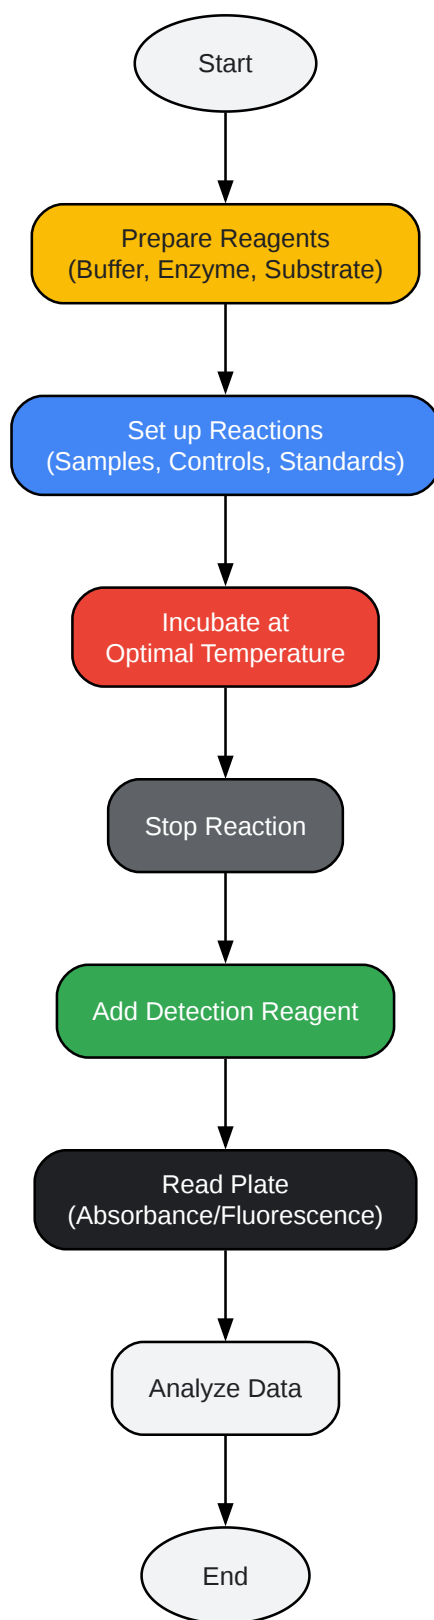 Start
Prepare Reagents
(Buffer, Enzyme, Substrate)
Set up Reactions
(Samples, Controls, Standards)
Incubate at
Optimal Temperature
Stop Reaction
Add Detection Reagent
Read Plate
(Absorbance/Fluorescence)
Analyze Data
End